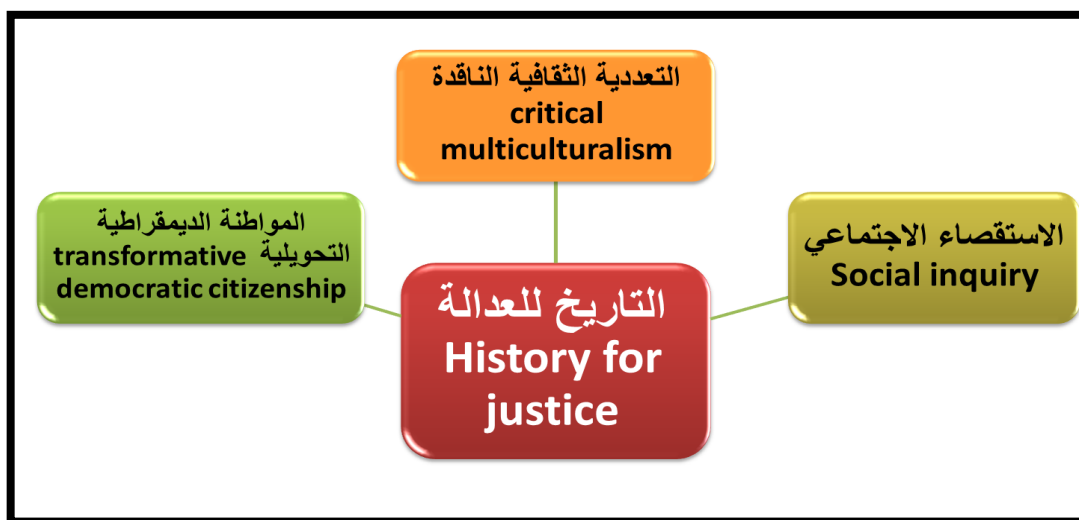 التعددية الثقافية الناقدة
critical
multiculturalism
المواطنة الديمقراطية
التحويلية transformative
democratic citizenship
الاستقصاء الاجتماعي
Social inquiry
التاريخ للعدالة
History for
justice